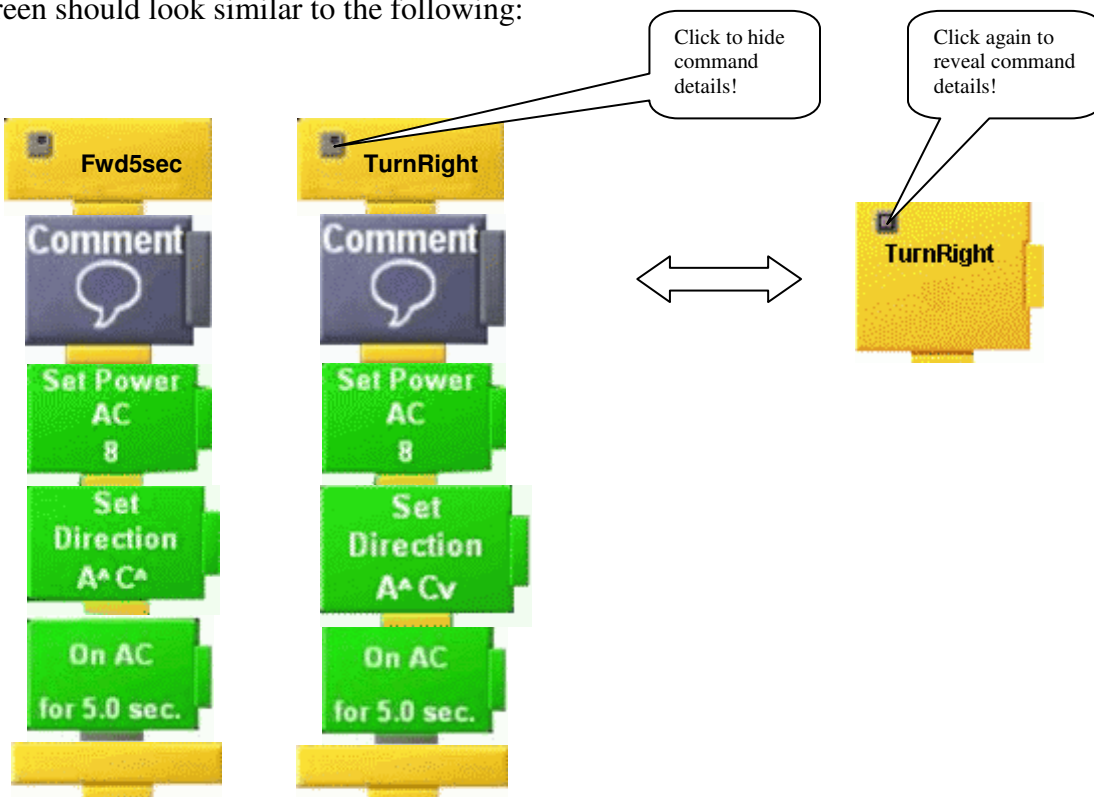 reen should look similar to the following:
Click to hide
command
details!
Click again to
reveal command
details!
Fwd5sec
Comment
Set Power
AC
8
Set
Direction
A^ C^
On AC
for 5.0 sec.
TurnRight
Comment
Set Power
AC
8
Set
Direction
A^ Cv
On AC
for 5.0 sec.
TurnRight